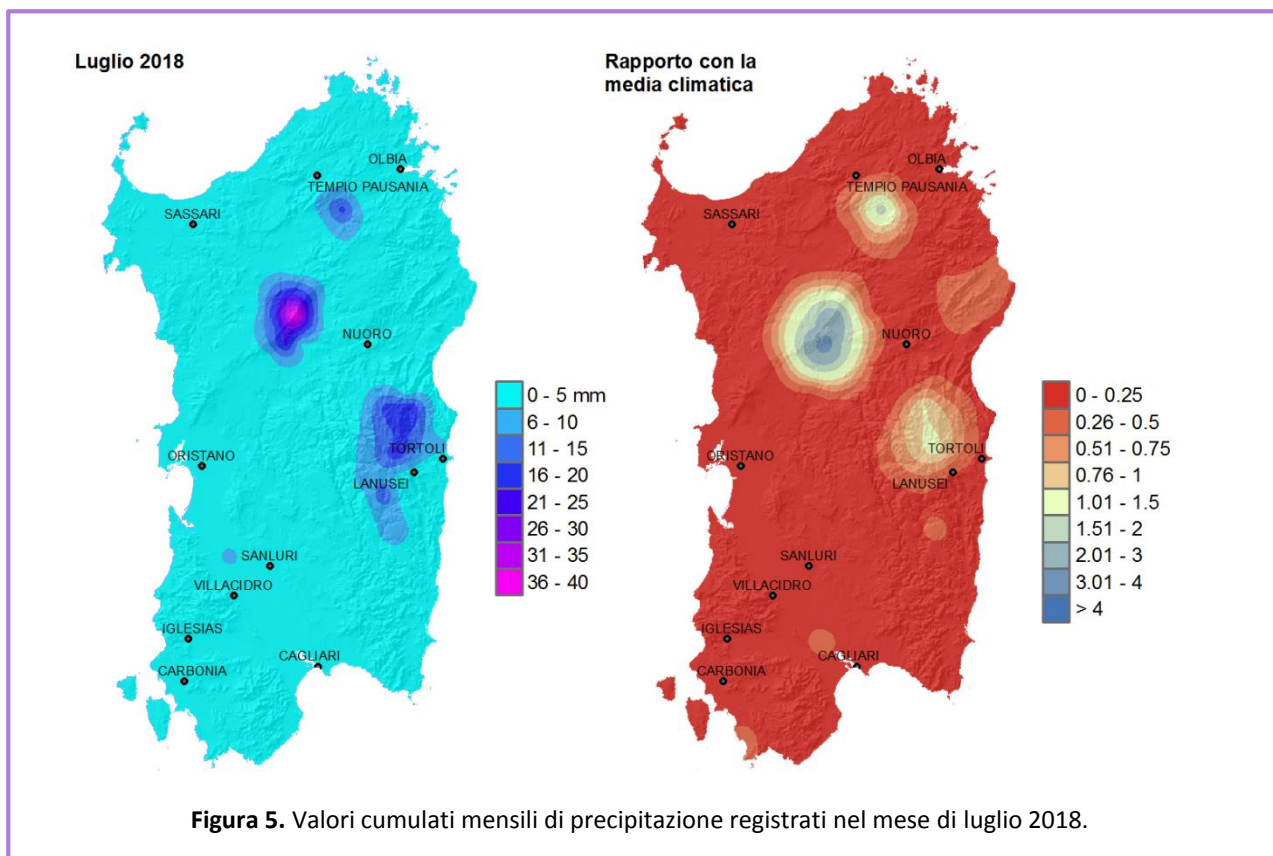 Luglio 2018
OLBIA
TEMPIO PAUSANIA
SASSARI
NUORO
ORISTANO
TORTOLI
LANUSEI
SANLURI
VILLACIDRO
IGLESIAS
CAGLIARI
CARBONIA
0 - 5 mm
6 - 10
11 - 15
16 - 20
21 - 25
26 - 30
31 - 35
36 - 40
Rapporto con la
media climatica
OLBIA
TEMPIO PAUSANIA
SASSARI
NUORO
ORISTANO
TORTOLI
LANUSEI
SANLURI
VILLACIDRO
IGLESIAS
CAGLIARI
CARBONIA
0 - 0.25
0.26 - 0.5
0.51 - 0.75
0.76 - 1
1.01 - 1.5
1.51 - 2
2.01 - 3
3.01 - 4
> 4
Figura 5. Valori cumulati mensili di precipitazione registrati nel mese di luglio 2018.